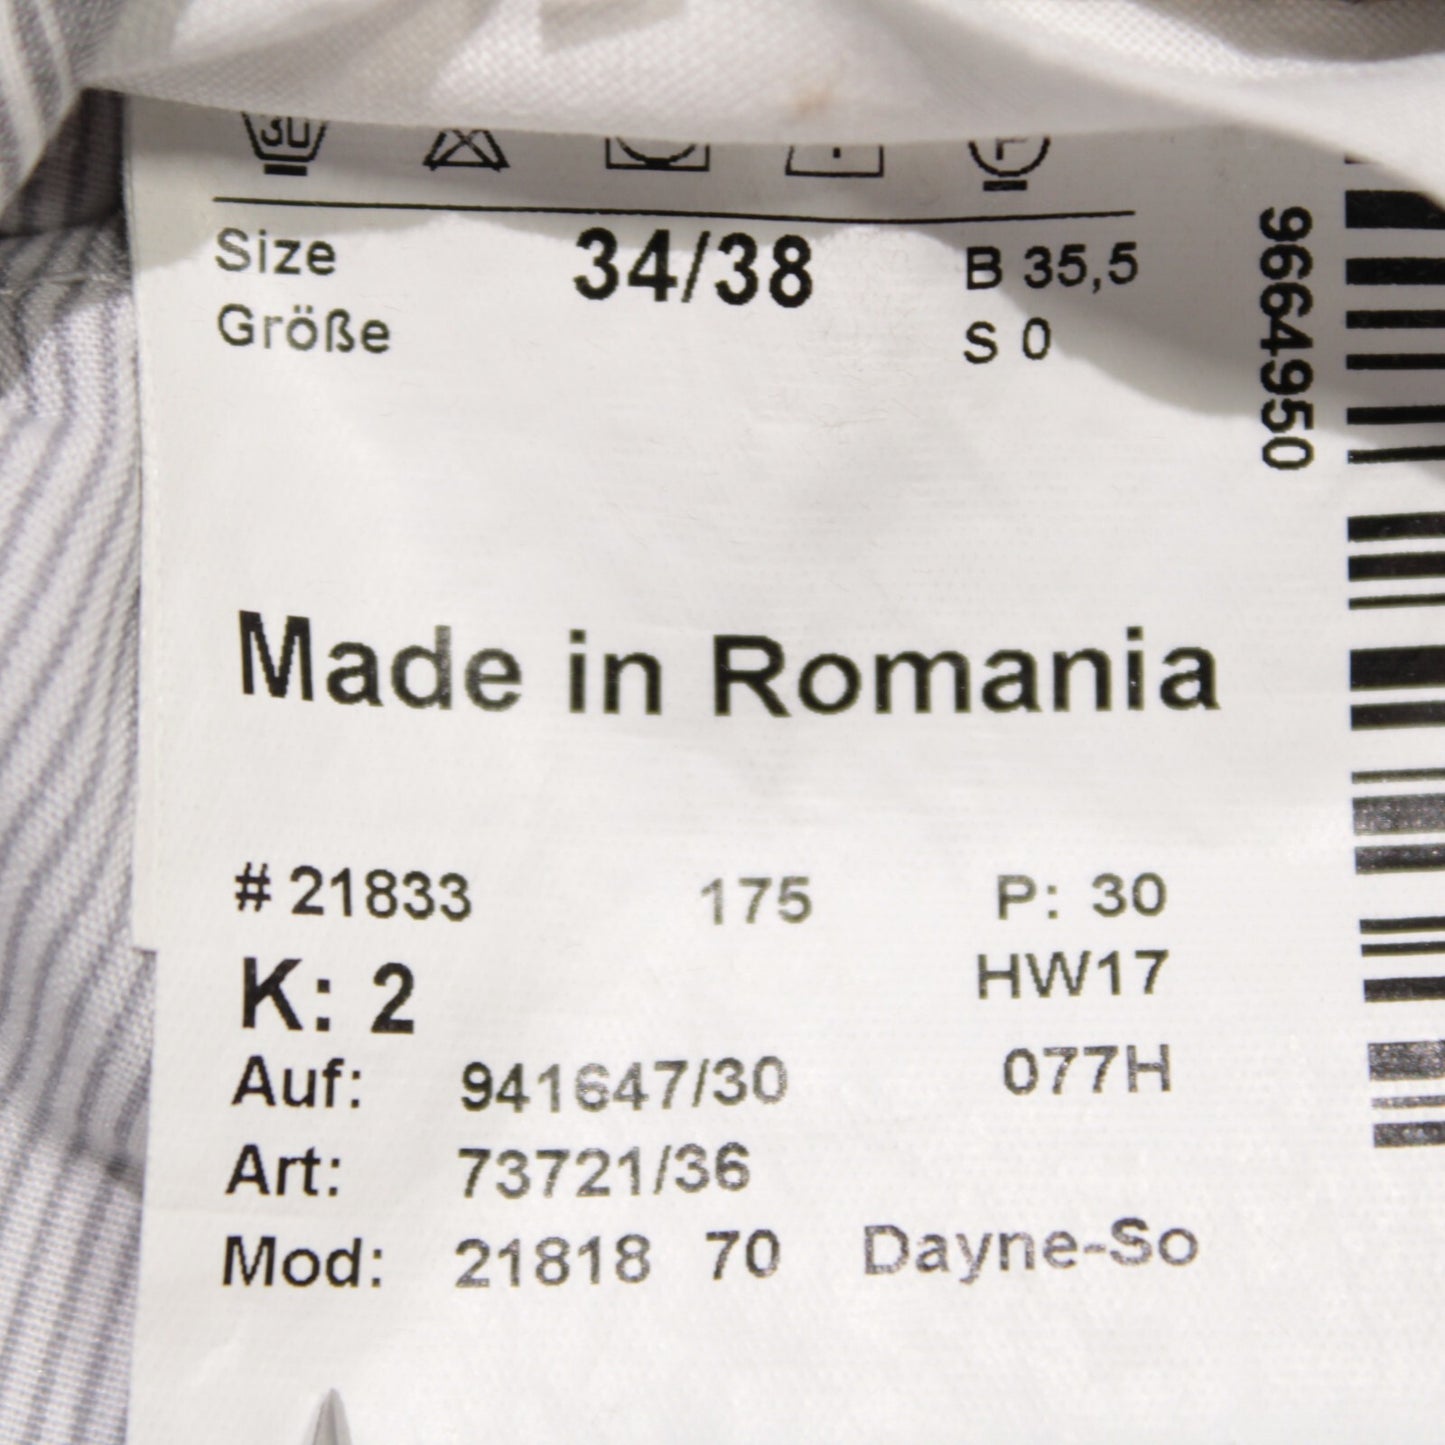 30
Size 34/38 B 35,5
Größe S 0
9664950
Made in Romania
# 21833 175 P: 30
K: 2 HW17
Auf: 941647/30 077H
Art: 73721/36
Mod: 21818 70 Dayne-So